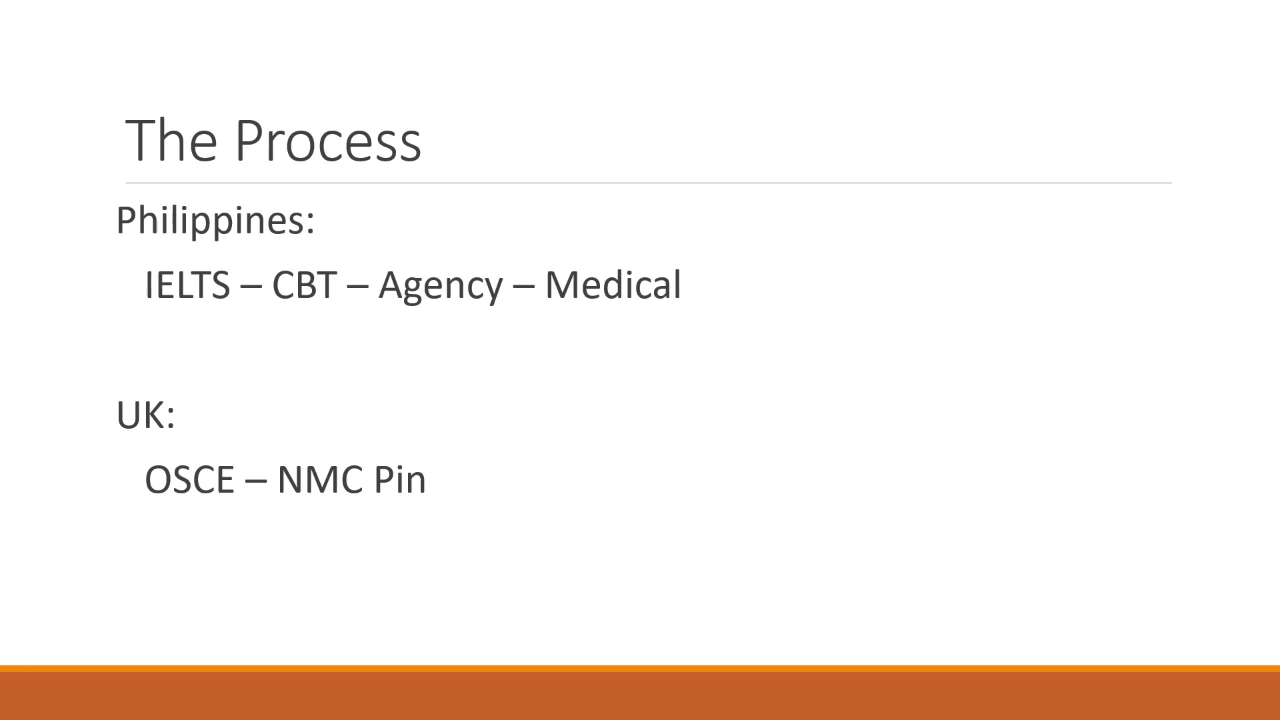 The Process
Philippines:
IELTS – CBT – Agency – Medical
UK:
OSCE – NMC Pin